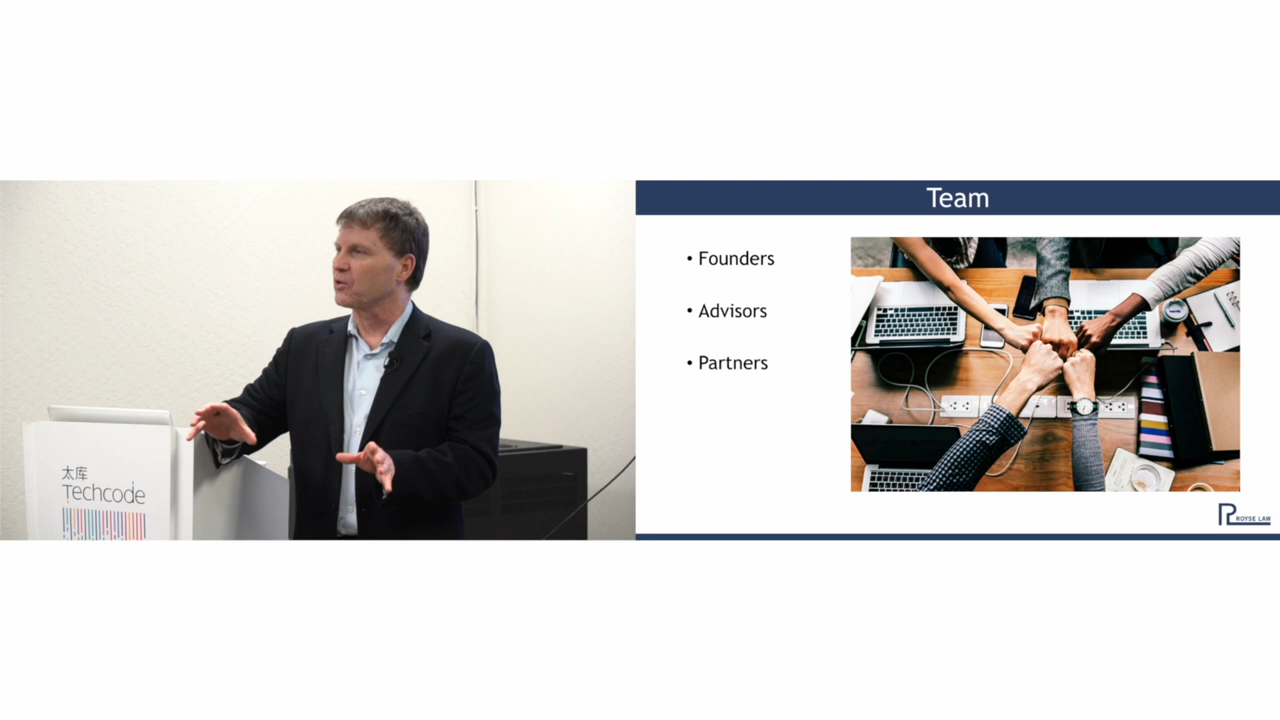 太库
Techcode
Team
• Founders
• Advisors
• Partners
ROYSE LAW